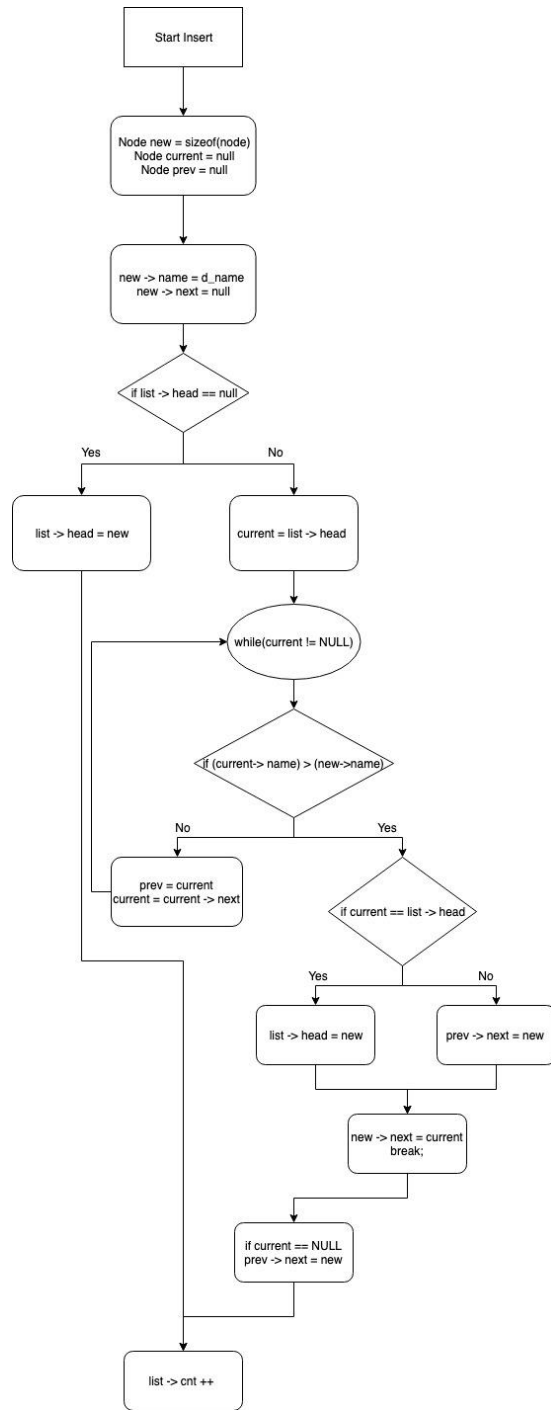 Start Insert
Node new = sizeof(node)
Node current = null
Node prev = null
new -> name = d_name
new -> next = null
if list -> head == null
Yes
No
list -> head = new
current = list -> head
while(current != NULL)
if (current-> name) > (new->name)
No
Yes
prev = current
current = current -> next
if current == list -> head
Yes
No
list -> head = new
prev -> next = new
new -> next = current
break;
if current == NULL
prev -> next = new
list -> cnt ++